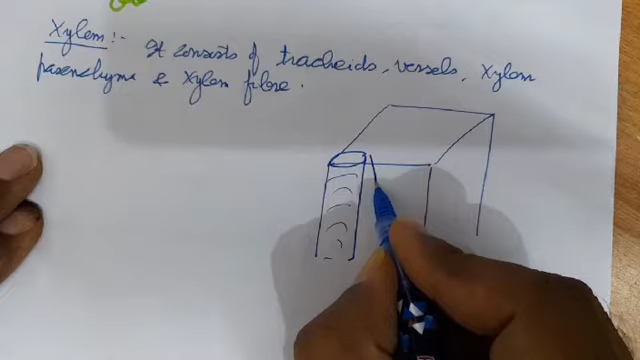 Xylem :- It consists of tracheids, vessels, Xylem
parenchyma & Xylem fibre.